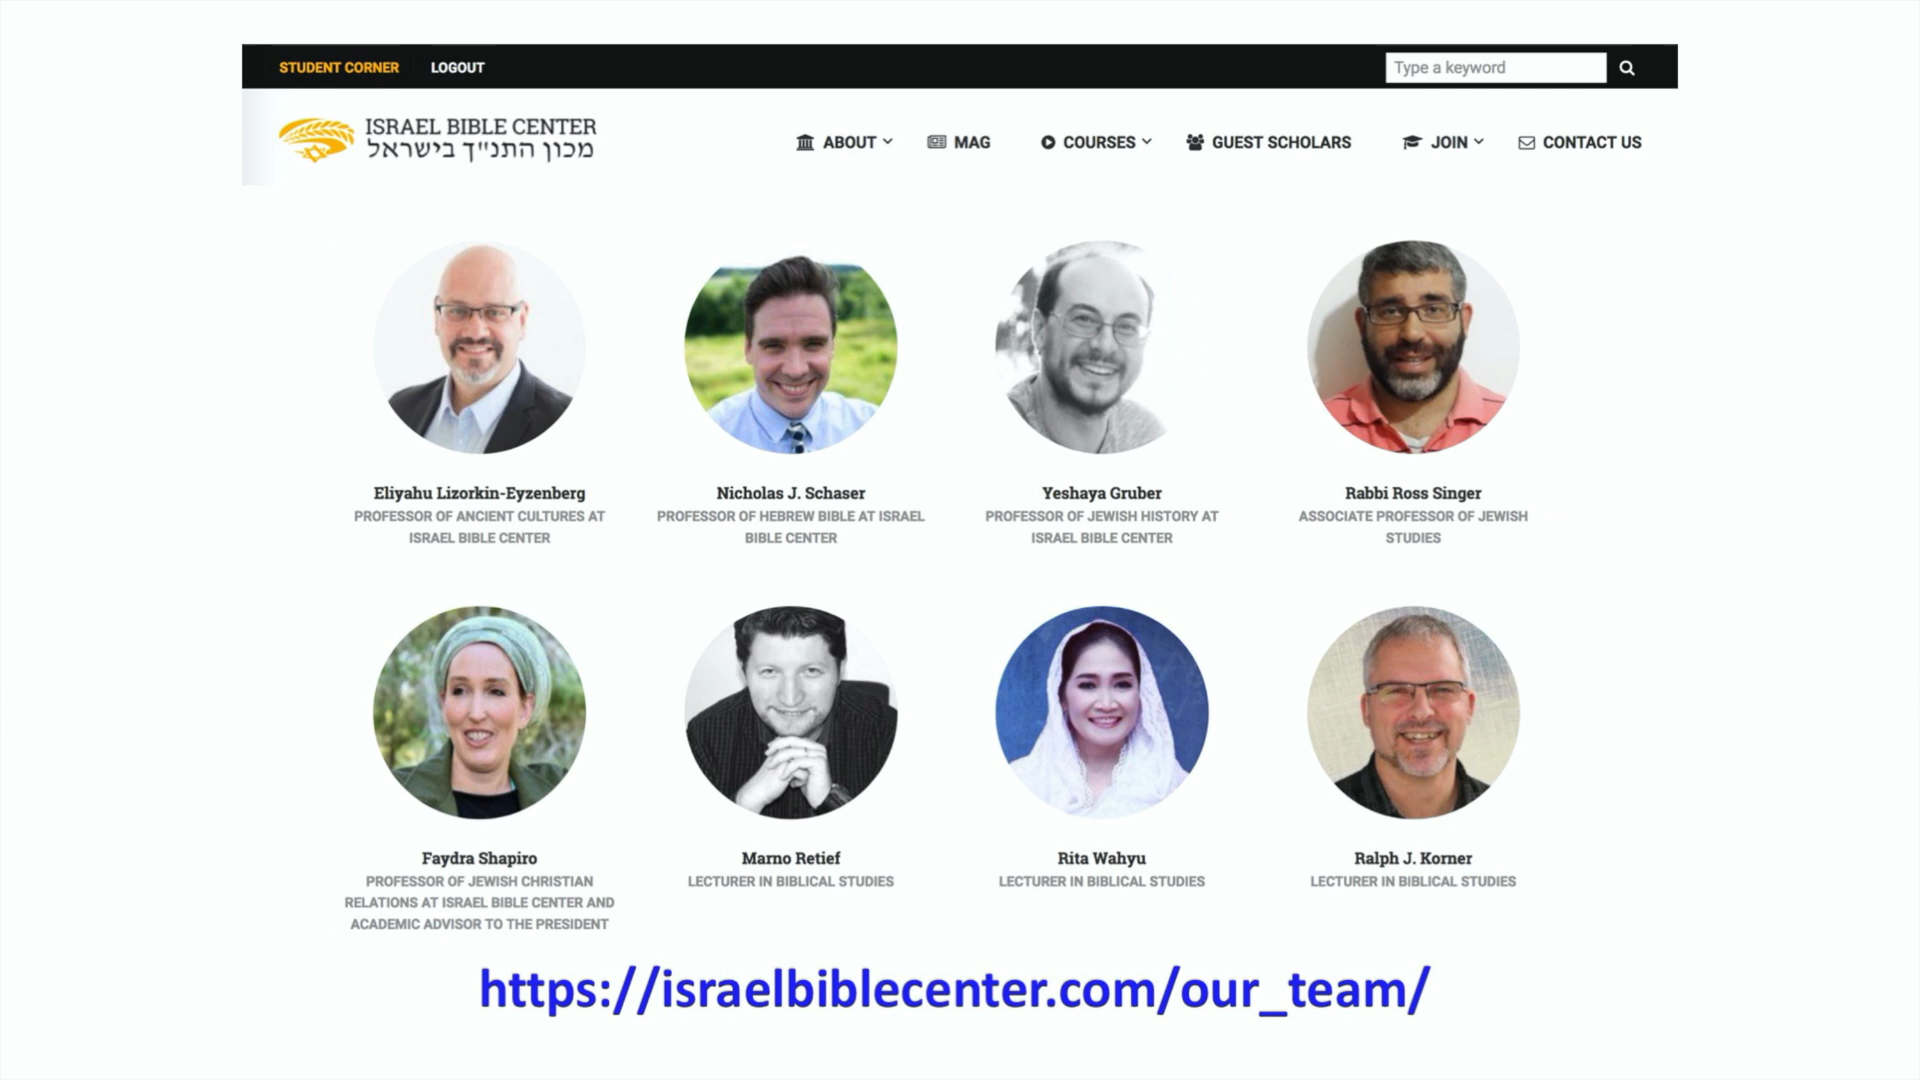 STUDENT CORNER LOGOUT Type a keyword
ISRAEL BIBLE CENTER
מכון התנ"ך בישראל
ABOUT MAG COURSES GUEST SCHOLARS JOIN CONTACT US
Eliyahu Lizorkin-Eyzenberg
PROFESSOR OF ANCIENT CULTURES AT
ISRAEL BIBLE CENTER
Nicholas J. Schaser
PROFESSOR OF HEBREW BIBLE AT ISRAEL
BIBLE CENTER
Yeshaya Gruber
PROFESSOR OF JEWISH HISTORY AT
ISRAEL BIBLE CENTER
Rabbi Ross Singer
ASSOCIATE PROFESSOR OF JEWISH
STUDIES
Faydra Shapiro
PROFESSOR OF JEWISH CHRISTIAN
RELATIONS AT ISRAEL BIBLE CENTER AND
ACADEMIC ADVISOR TO THE PRESIDENT
Marno Retief
LECTURER IN BIBLICAL STUDIES
Rita Wahyu
LECTURER IN BIBLICAL STUDIES
Ralph J. Korner
LECTURER IN BIBLICAL STUDIES
https://israelbiblecenter.com/our_team/